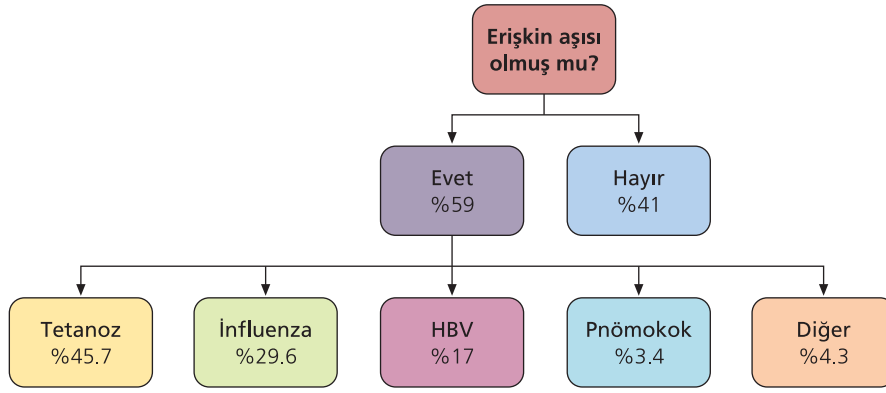 Erişkin aşısı
olmuş mu?
Evet
%59
Hayır
%41
Tetanoz
%45.7
İnfluenza
%29.6
HBV
%17
Pnömokok
%3.4
Diğer
%4.3